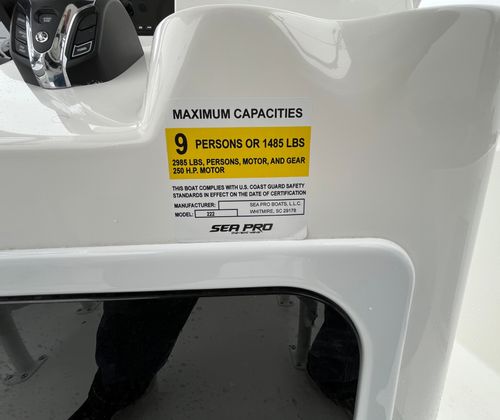 MAXIMUM CAPACITIES
9 PERSONS OR 1485 LBS
2985 LBS, PERSONS, MOTOR, AND GEAR
250 H.P. MOTOR
THIS BOAT COMPLIES WITH U.S. COAST GUARD SAFETY
STANDARDS IN EFFECT ON THE DATE OF CERTIFICATION
MANUFACTURER: SEA PRO BOATS, L.L.C.
MODEL: 222 WHITMIRE, SC 29178
SEA PRO